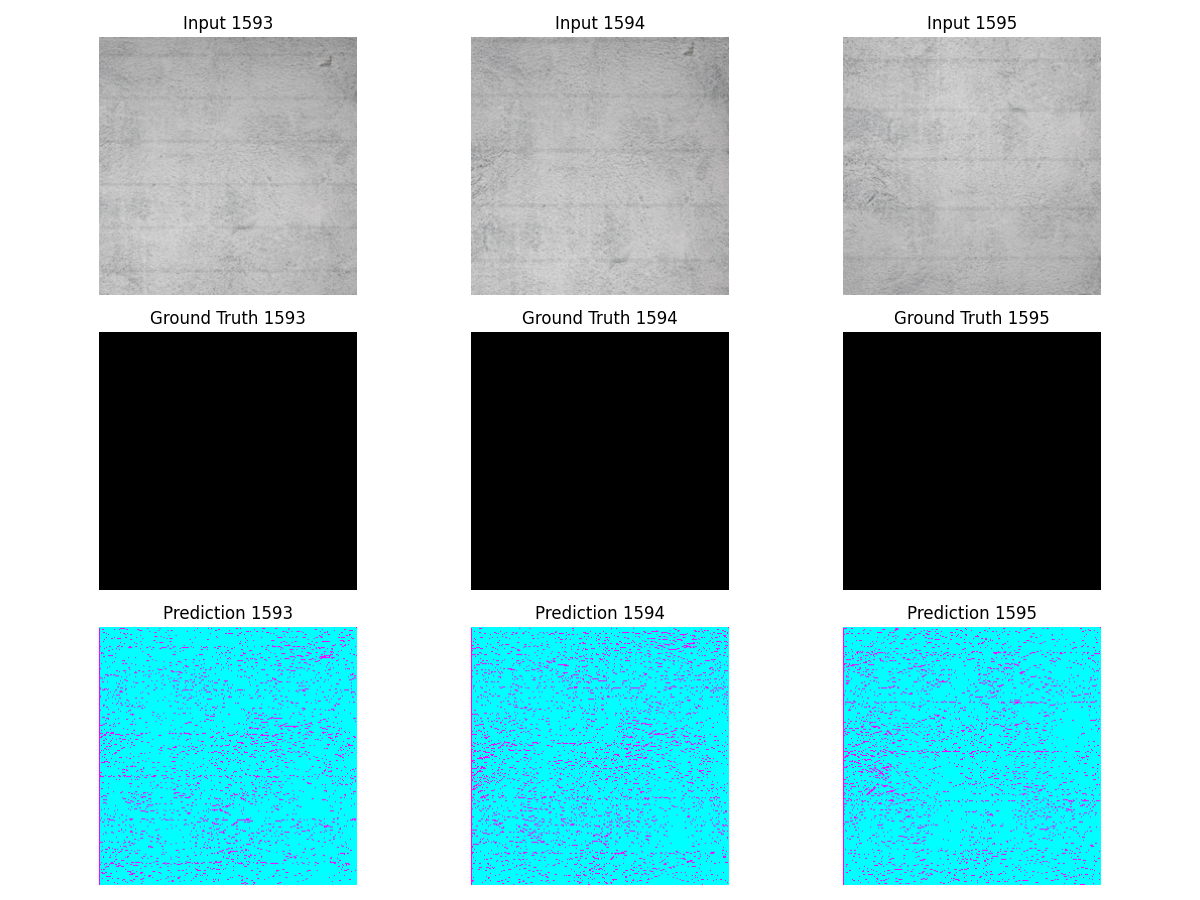 Input 1593
Input 1594
Input 1595
Ground Truth 1593
Ground Truth 1594
Ground Truth 1595
Prediction 1593
Prediction 1594
Prediction 1595